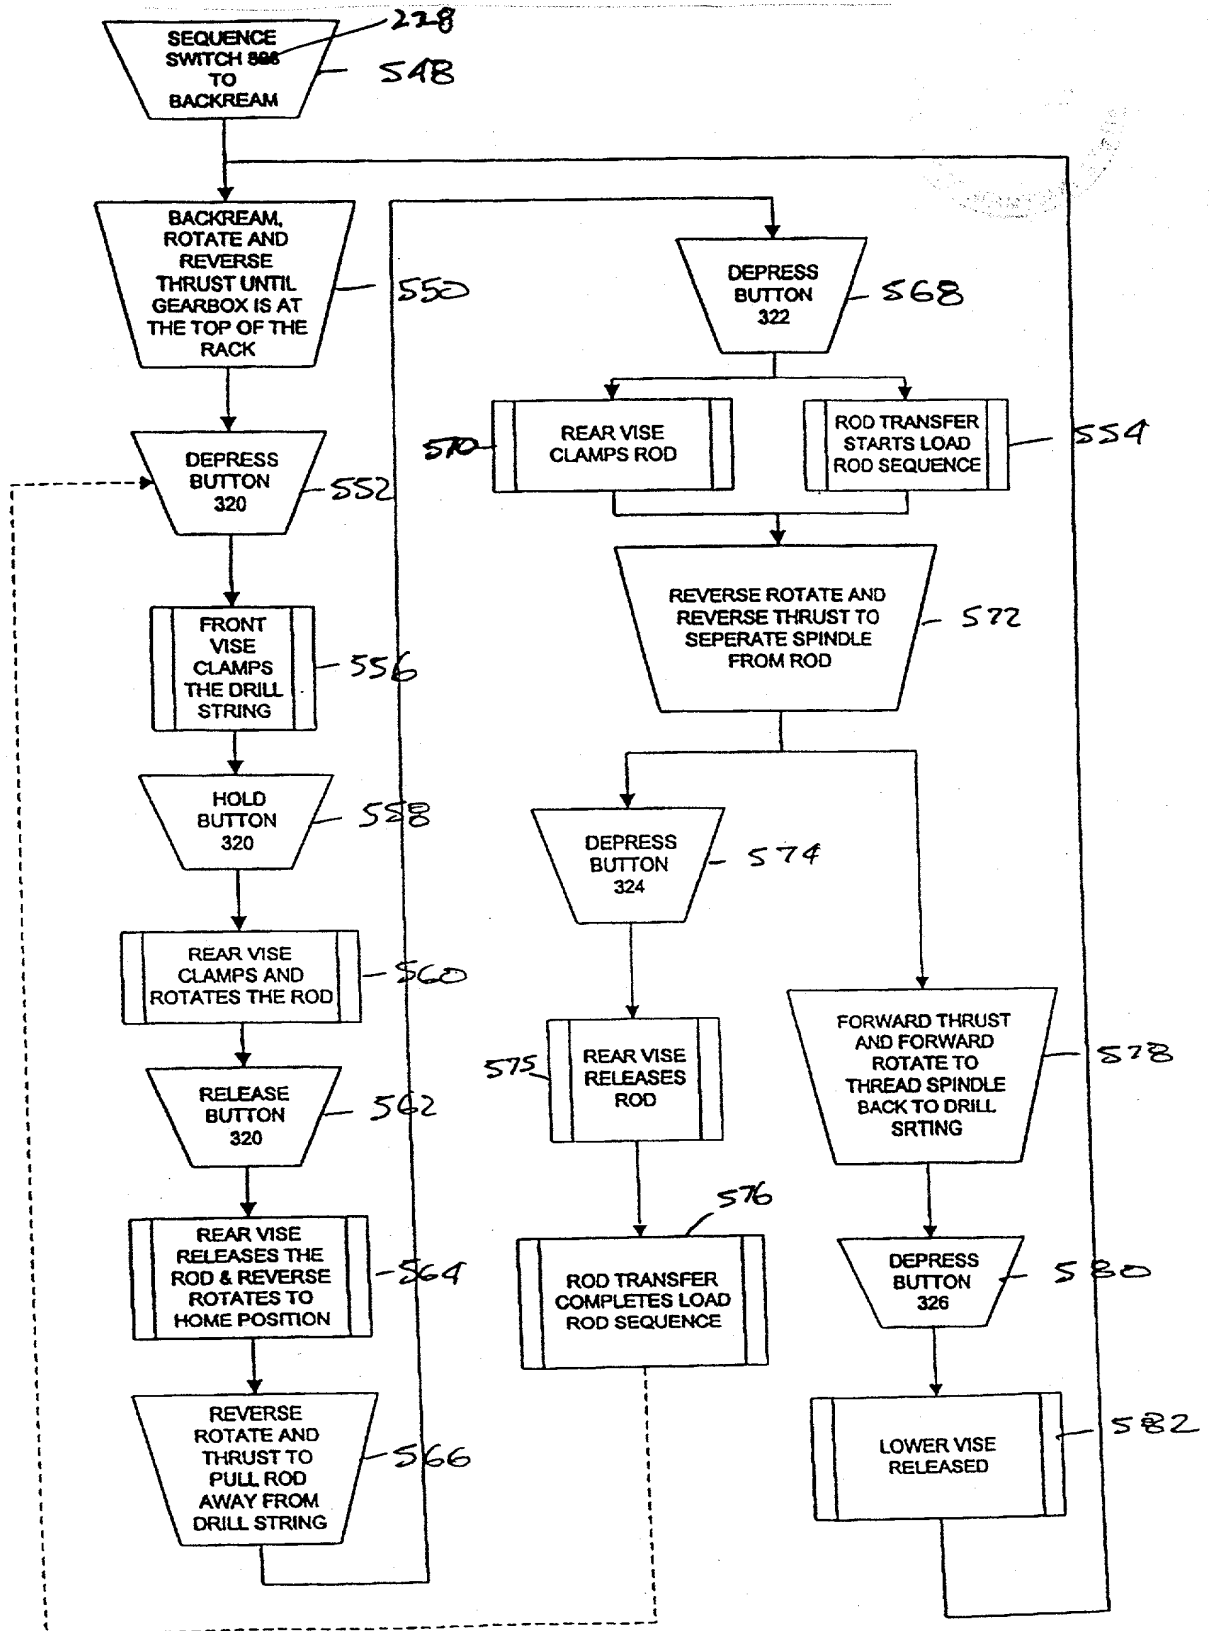 228
SEQUENCE
SWITCH
TO
BACKREAM
548
BACKREAM,
ROTATE AND
REVERSE
THRUST UNTIL
GEARBOX IS AT
THE TOP OF THE
RACK
550
DEPRESS
BUTTON
320
552
FRONT
VISE
CLAMPS
THE DRILL
STRING
556
HOLD
BUTTON
320
558
REAR VISE
CLAMPS AND
ROTATES THE ROD
560
RELEASE
BUTTON
320
562
REAR VISE
RELEASES THE
ROD & REVERSE
ROTATES TO
HOME POSITION
564
REVERSE
ROTATE AND
THRUST TO
PULL ROD
AWAY FROM
DRILL STRING
566
DEPRESS
BUTTON
322
568
570
REAR VISE
CLAMPS ROD
ROD TRANSFER
STARTS LOAD
ROD SEQUENCE
554
REVERSE ROTATE AND
REVERSE THRUST TO
SEPERATE SPINDLE
FROM ROD
572
DEPRESS
BUTTON
324
574
575
REAR VISE
RELEASES
ROD
576
ROD TRANSFER
COMPLETES LOAD
ROD SEQUENCE
FORWARD THRUST
AND FORWARD
ROTATE TO
THREAD SPINDLE
BACK TO DRILL
SRTING
578
DEPRESS
BUTTON
326
580
LOWER VISE
RELEASED
582